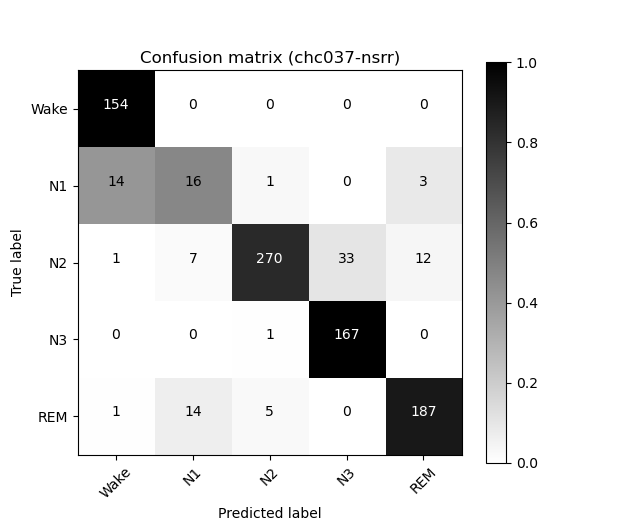 Confusion matrix (chc037-nsrr)
Wake 154 0 0 0 0
N1 14 16 1 0 3
N2 1 7 270 33 12
N3 0 0 1 167 0
REM 1 14 5 0 187
Wake N1 N2 N3 REM
Predicted label
True label
1.0
0.8
0.6
0.4
0.2
0.0